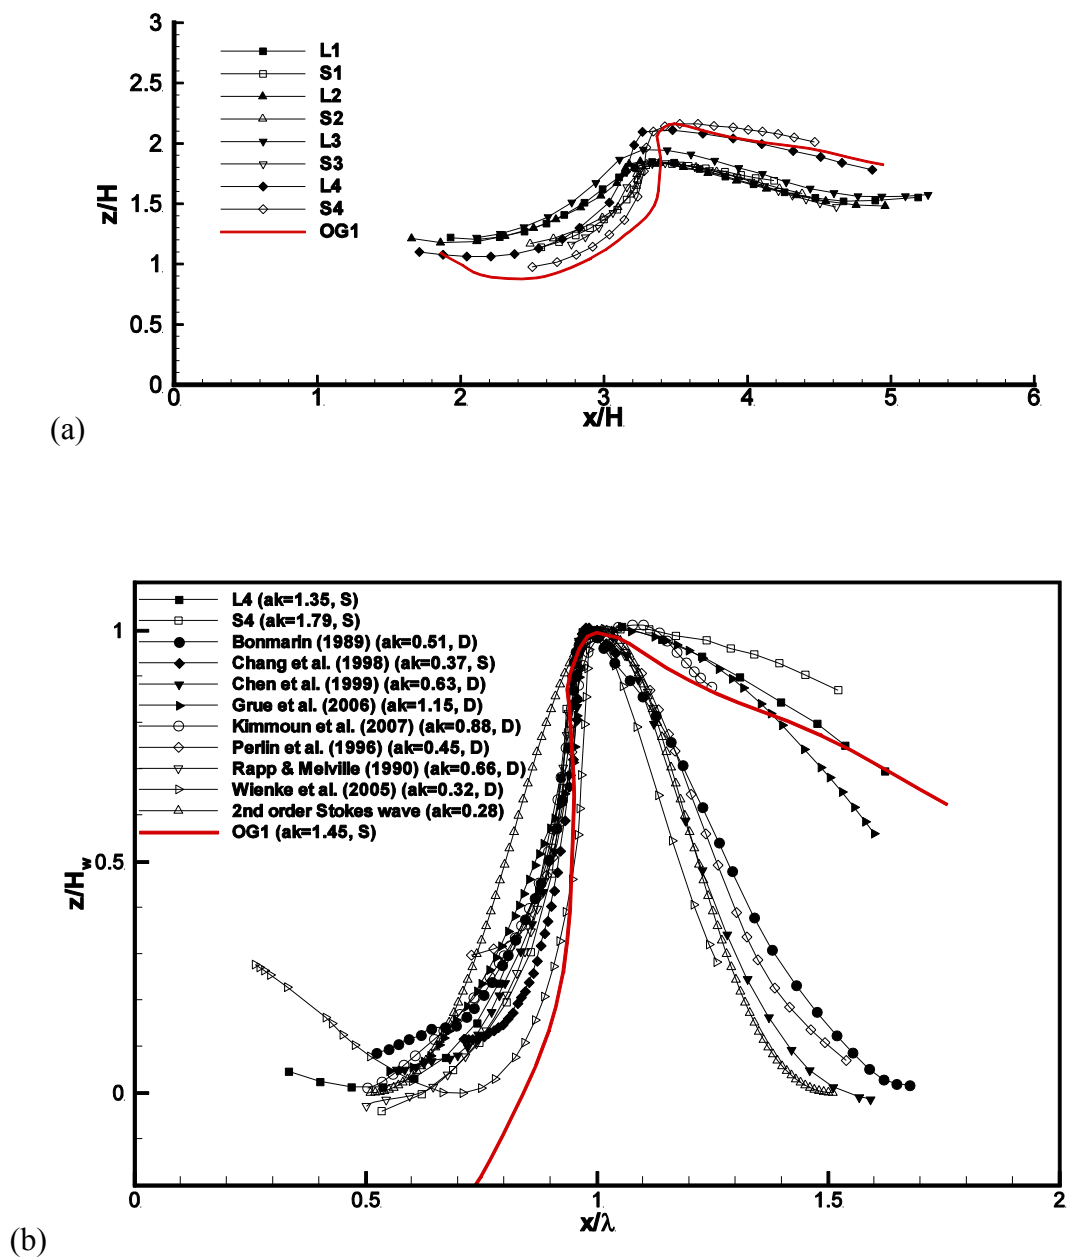 3
2.5
2
1.5
1
0.5
0
z/H
L1
S1
L2
S2
L3
S3
L4
S4
OG1
0 1 2 3 4 5 6
x/H
(a)
1
0.5
0
z/Hw
L4 (ak=1.35, S)
S4 (ak=1.79, S)
Bonmarin (1989) (ak=0.51, D)
Chang et al. (1998) (ak=0.37, S)
Chen et al. (1999) (ak=0.63, D)
Grue et al. (2006) (ak=1.15, D)
Kimmoun et al. (2007) (ak=0.88, D)
Perlin et al. (1996) (ak=0.45, D)
Rapp & Melville (1990) (ak=0.66, D)
Wienke et al. (2005) (ak=0.32, D)
2nd order Stokes wave (ak=0.28)
OG1 (ak=1.45, S)
0 0.5 1 1.5 2
x/λ
(b)